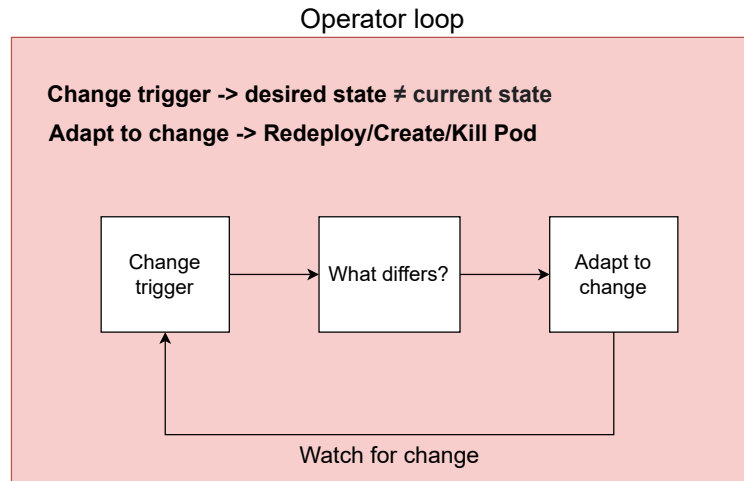 Operator loop
Change trigger -> desired state ≠ current state
Adapt to change -> Redeploy/Create/Kill Pod
Change
trigger
What differs?
Adapt to
change
Watch for change